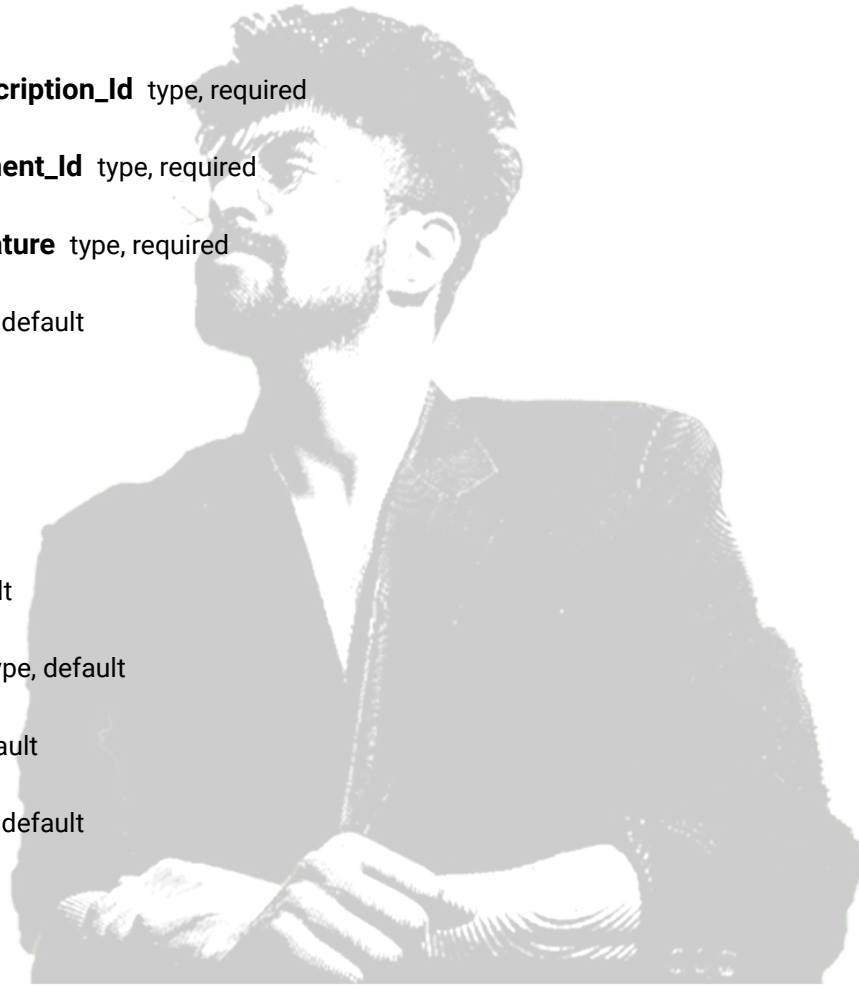 cription_Id type, required
nent_Id type, required
ature type, required
default
lt
ype, default
ault
default